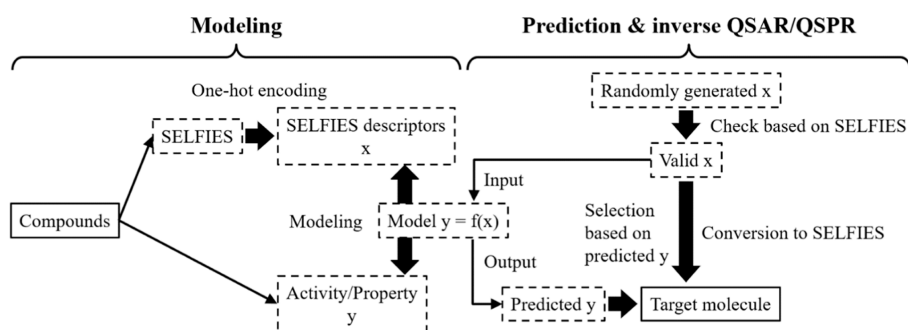 Modeling
Prediction & inverse QSAR/QSPR
One-hot encoding
SELFIES
SELFIES descriptors
x
Compounds
Modeling
Model y = f(x)
Activity/Property
y
Randomly generated x
Check based on SELFIES
Valid x
Input
Selection
based on
predicted y
Conversion to SELFIES
Output
Predicted y
Target molecule